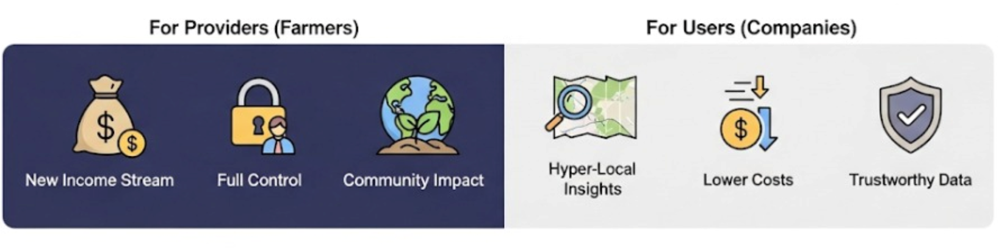 For Providers (Farmers)
For Users (Companies)
$
$
New Income Stream
Full Control
Community Impact
Hyper-Local
Insights
$
Lower Costs
Trustworthy Data